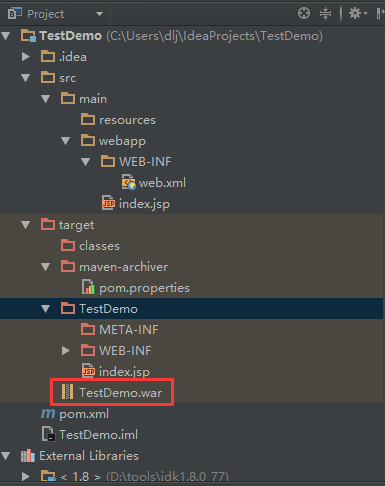 Project
TestDemo (C:\Users\dlj\IdeaProjects\TestDemo)
.idea
src
main
resources
webapp
WEB-INF
web.xml
JSP index.jsp
target
classes
maven-archiver
pom.properties
TestDemo
META-INF
WEB-INF
JSP index.jsp
TestDemo.war
m pom.xml
TestDemo.iml
External Libraries
< 1.8 > (D:\tools\jdk1.8.0_77)